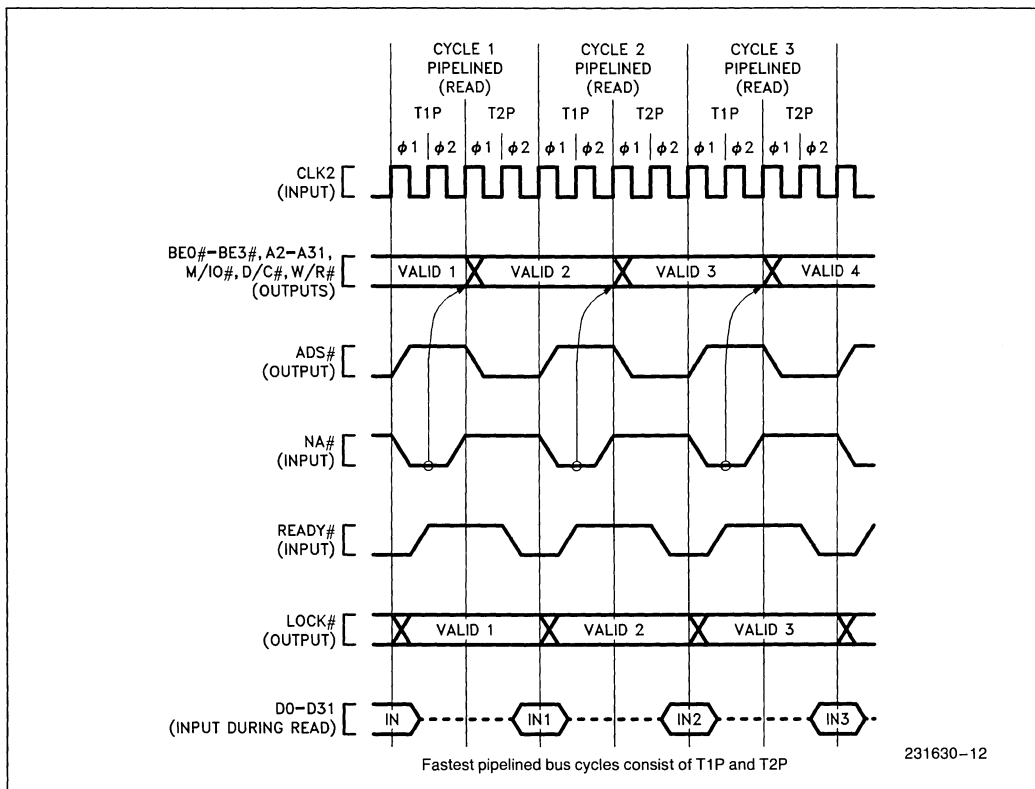 CYCLE 1 CYCLE 2 CYCLE 3
PIPELINED PIPELINED PIPELINED
(READ) (READ) (READ)
T1P T2P T1P T2P T1P T2P
φ1 φ2 φ1 φ2 φ1 φ2 φ1 φ2 φ1 φ2 φ1 φ2
CLK2
(INPUT)
BE0#-BE3#, A2-A31,
M/IO#, D/C#, W/R#
(OUTPUTS)
VALID 1 VALID 2 VALID 3 VALID 4
ADS#
(OUTPUT)
NA#
(INPUT)
READY#
(INPUT)
LOCK#
(OUTPUT)
VALID 1 VALID 2 VALID 3
D0-D31
(INPUT DURING READ)
IN IN1 IN2 IN3
231630-12
Fastest pipelined bus cycles consist of T1P and T2P